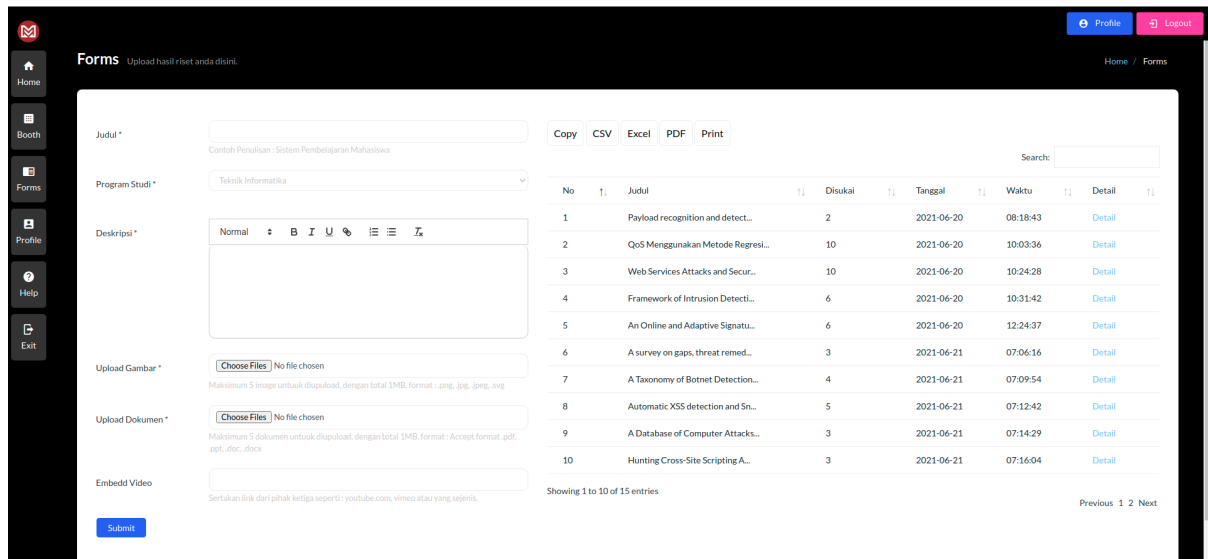 Profile
Logout
Home
Booth
Forms
Profile
Help
Exit
Forms Upload hasil riset anda disini.
Home / Forms
Judul *
Contoh Penulisan : Sistem Pembelajaran Mahasiswa
Program Studi *
Teknik Informatika
Deskripsi *
Normal B I U
Upload Gambar *
Choose Files No file chosen
Maksimum 5 image untuuk diupuload, dengan total 1MB, format : .png, .jpg, .jpeg, .svg
Upload Dokumen *
Choose Files No file chosen
Maksimum 5 dokumen untuuk diupuload, dengan total 1MB, format : Accept format .pdf,
.ppt, .doc, .docx
Embedd Video
Sertakan link dari pihak ketiga seperti : youtube.com, vimeo atau yang sejenis.
Submit
Copy CSV Excel PDF Print
Search:
No Judul Disukai Tanggal Waktu Detail
1 Payload recognition and detect... 2 2021-06-20 08:18:43 Detail
2 QoS Menggunakan Metode Regresi... 10 2021-06-20 10:03:36 Detail
3 Web Services Attacks and Secur... 10 2021-06-20 10:24:28 Detail
4 Framework of Intrusion Detecti... 6 2021-06-20 10:31:42 Detail
5 An Online and Adaptive Signatu... 6 2021-06-20 12:24:37 Detail
6 A survey on gaps, threat remed... 3 2021-06-21 07:06:16 Detail
7 A Taxonomy of Botnet Detection... 4 2021-06-21 07:09:54 Detail
8 Automatic XSS detection and Sn... 5 2021-06-21 07:12:42 Detail
9 A Database of Computer Attacks... 3 2021-06-21 07:14:29 Detail
10 Hunting Cross-Site Scripting A... 3 2021-06-21 07:16:04 Detail
Showing 1 to 10 of 15 entries
Previous 1 2 Next